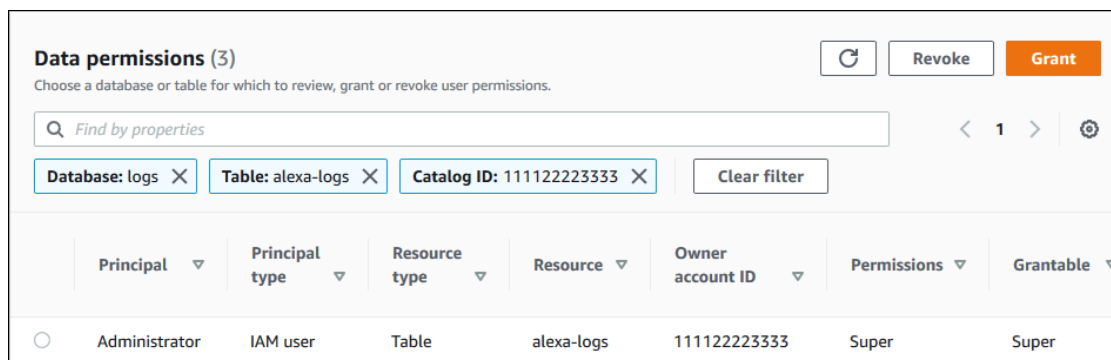 Data permissions (3)
Revoke
Grant
Choose a database or table for which to review, grant or revoke user permissions.
Find by properties
1
Database: logs
Table: alexa-logs
Catalog ID: 111122223333
Clear filter
Principal
Principal type
Resource type
Resource
Owner account ID
Permissions
Grantable
Administrator IAM user Table alexa-logs 111122223333 Super Super